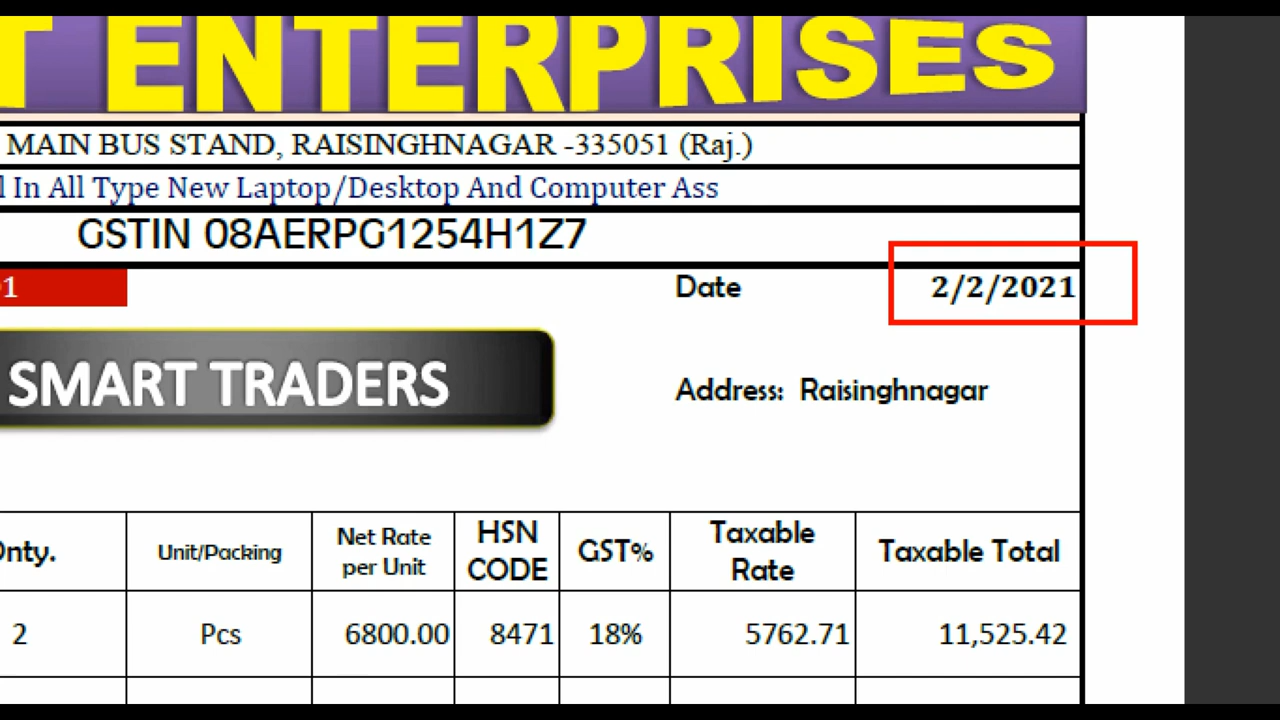 T ENTERPRISES
MAIN BUS STAND, RAISINGHNAGAR -335051 (Raj.)
In All Type New Laptop/Desktop And Computer Ass
GSTIN 08AERPG1254H1Z7
1 Date 2/2/2021
SMART TRADERS
Address: Raisinghnagar
nty. Unit/Packing Net Rate per Unit HSN CODE GST% Taxable Rate Taxable Total
2 Pcs 6800.00 8471 18% 5762.71 11,525.42